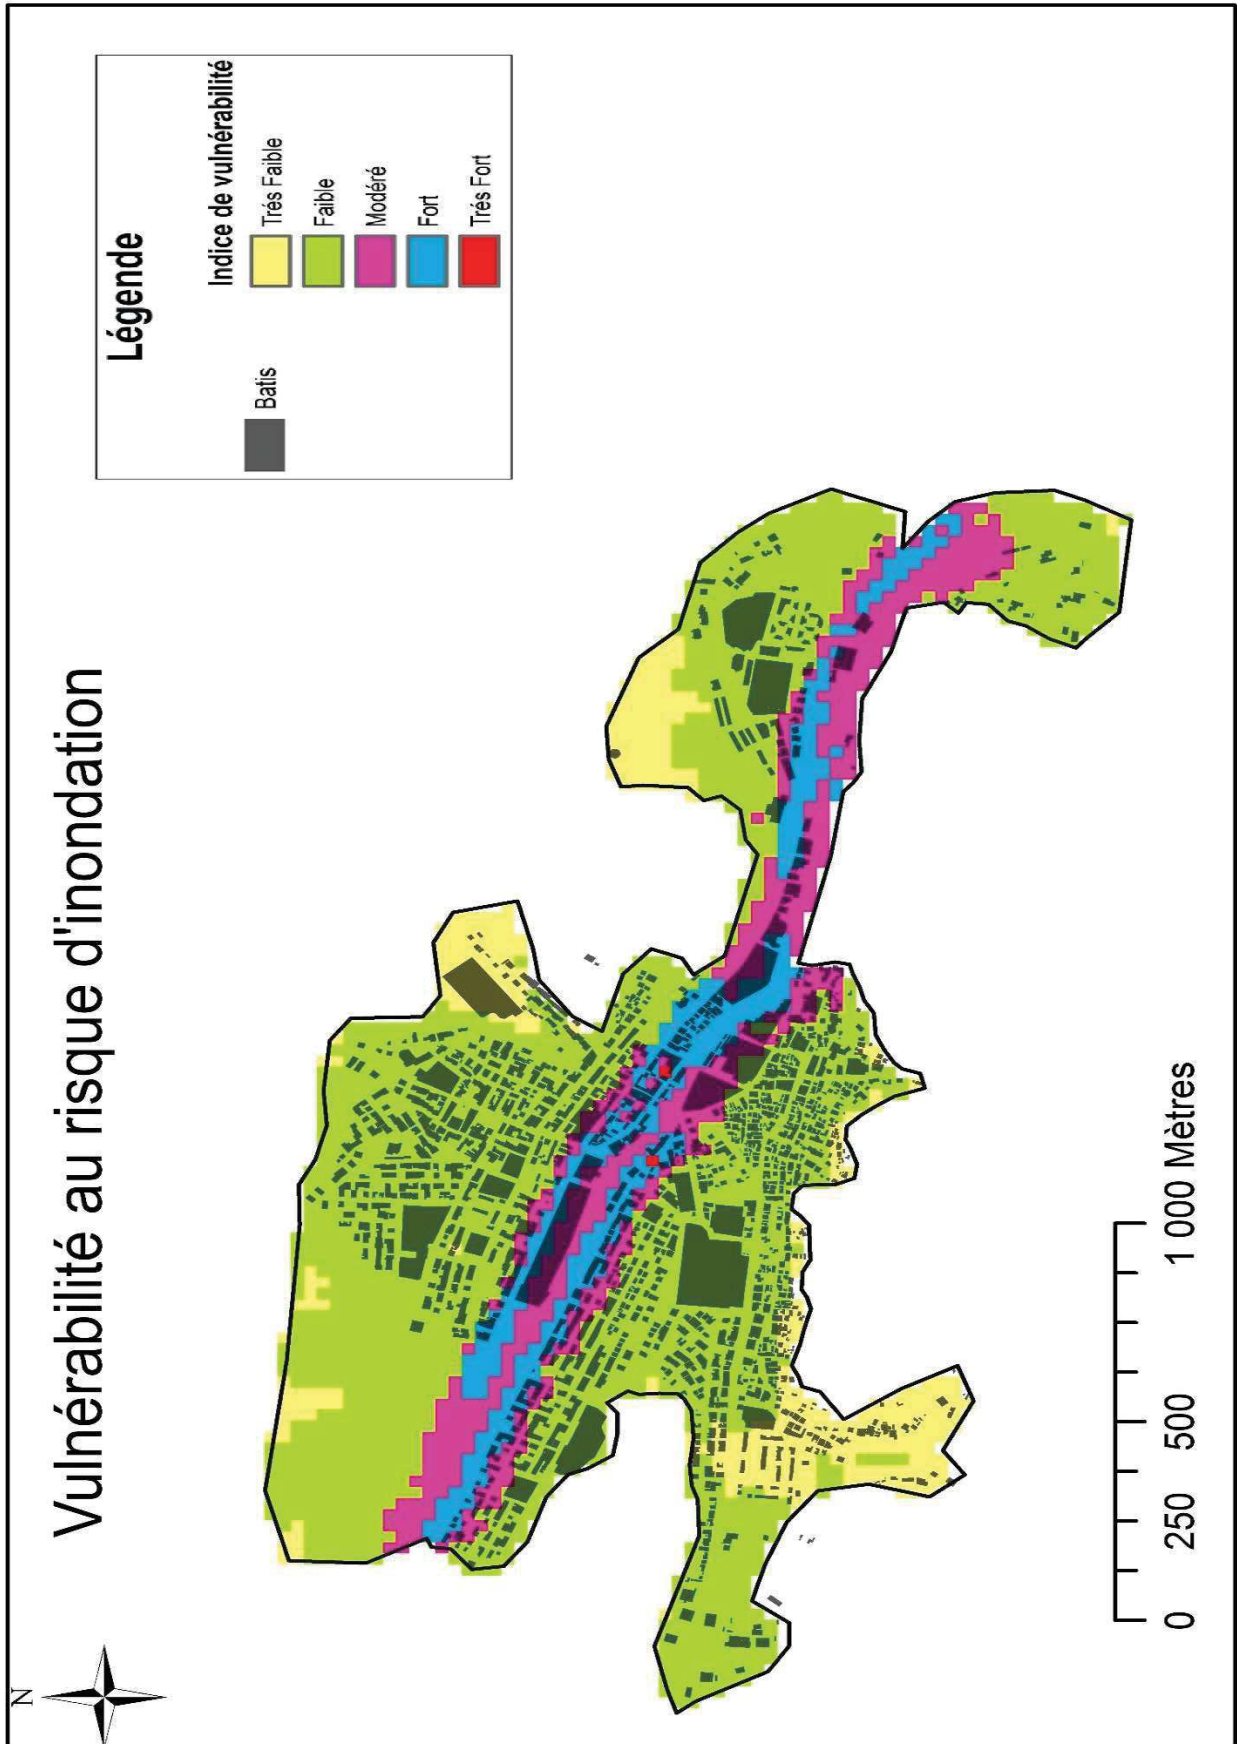 Vulnérabilité au risque d'inondation
N
Légende
Batis
Indice de vulnérabilité
Trés Faible
Faible
Modéré
Fort
Trés Fort
0 250 500 1 000 Mètres